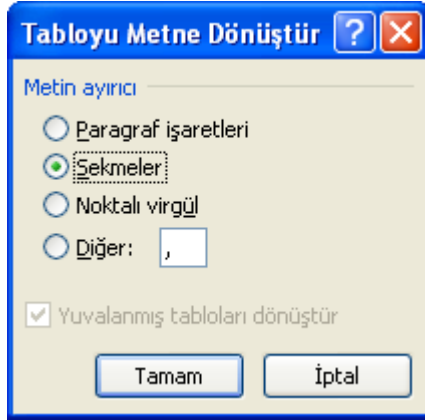 Tabloyu Metne Dönüştür
Metin ayırıcı
Paragraf işaretleri
Sekmeler
Noktalı virgül
Diğer: ,
Yuvalanmış tabloları dönüştür
Tamam İptal